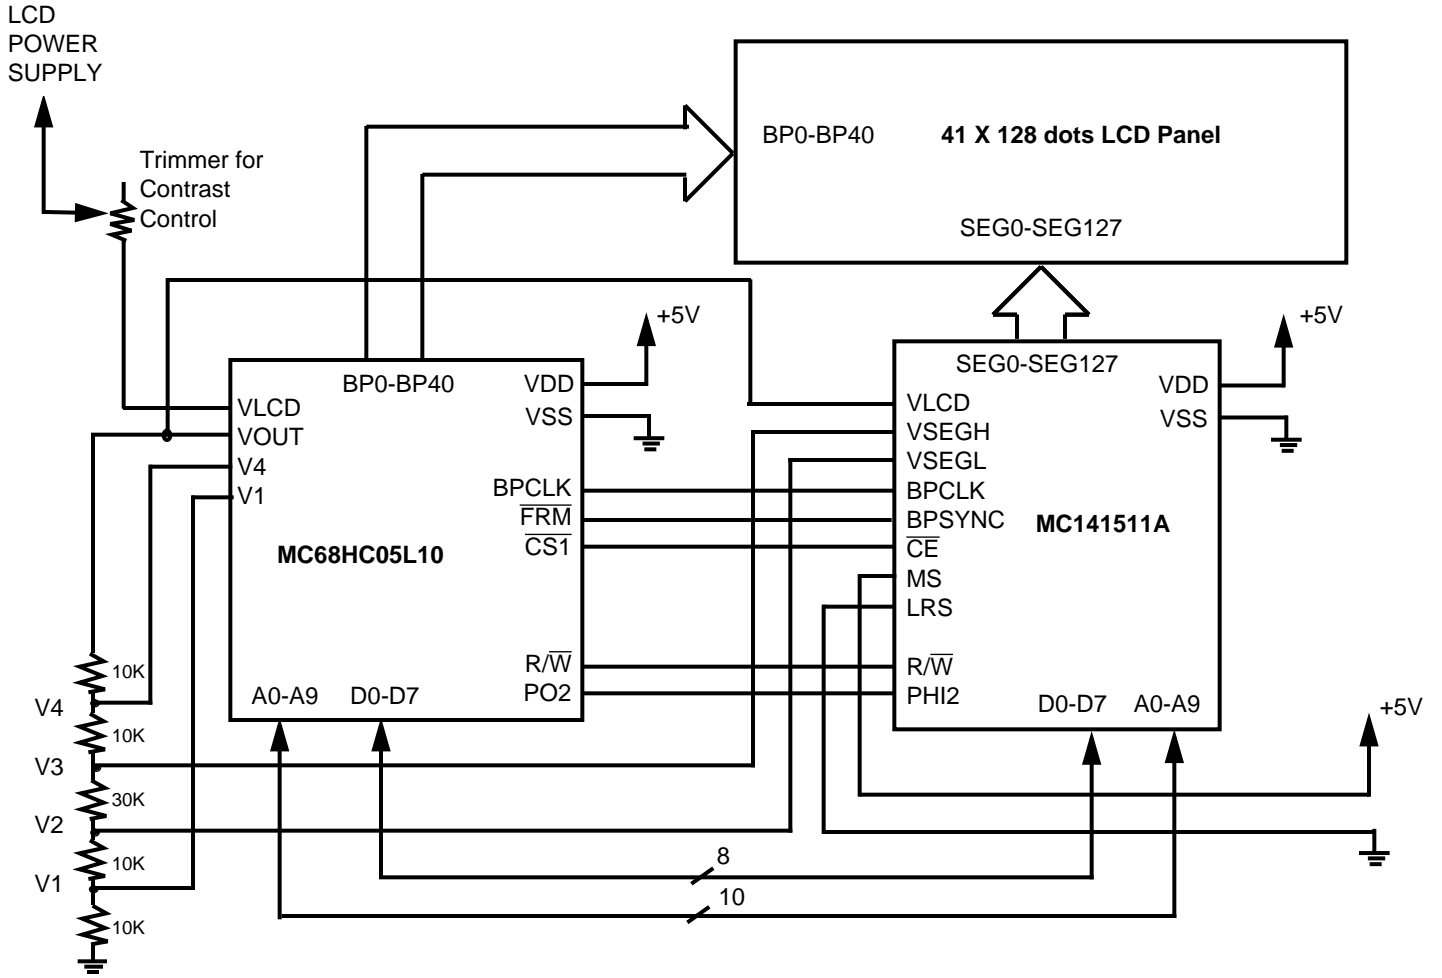 LCD
POWER
SUPPLY
Trimmer for
Contrast
Control
BP0-BP40
41 X 128 dots LCD Panel
SEG0-SEG127
+5V
BP0-BP40
VDD
VSS
VLCD
VOUT
V4
V1
BPCLK
FRM
CS1
MC68HC05L10
R/W
PO2
A0-A9
D0-D7
+5V
SEG0-SEG127
VDD
VSS
VLCD
VSEGH
VSEGL
BPCLK
BPSYNC
MC141511A
CE
MS
LRS
R/W
PHI2
D0-D7
A0-A9
+5V
10K
V4
10K
V3
30K
V2
10K
V1
10K
8
10